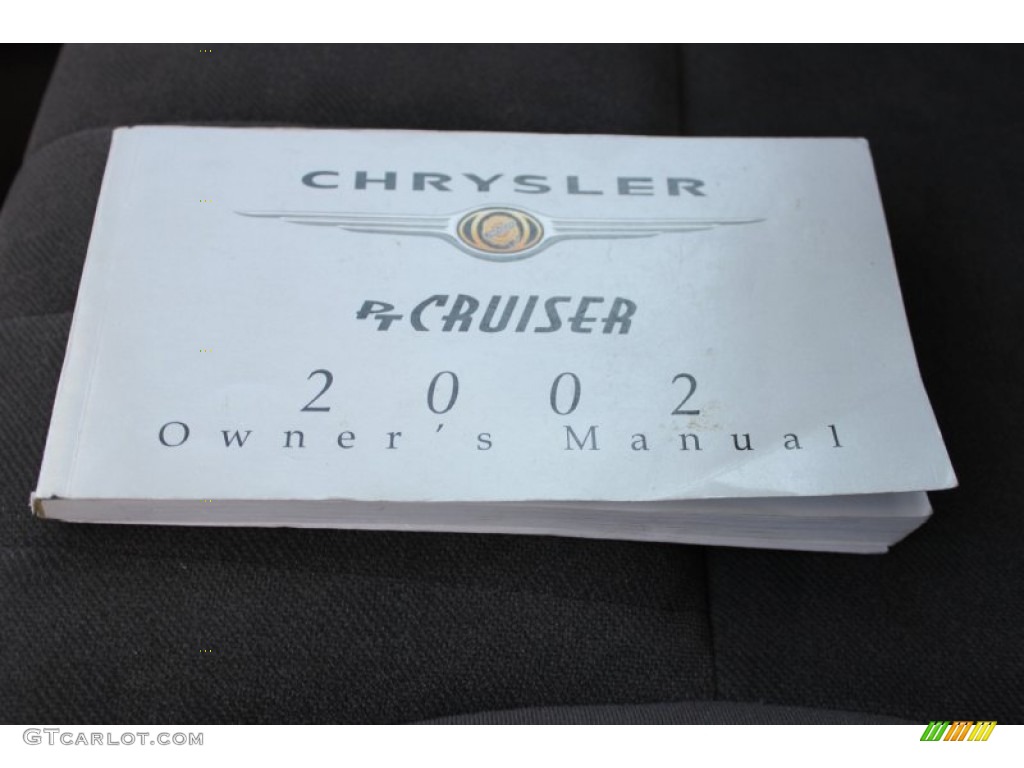 CHRYSLER
PT CRUISER
2002
Owner's Manual
GTCARLOT.COM